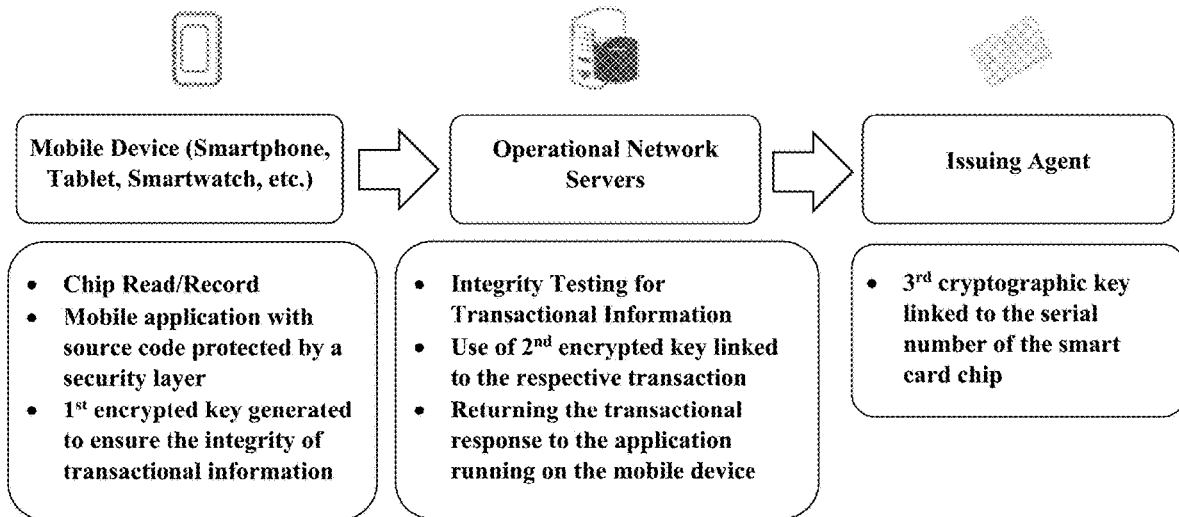 Mobile Device (Smartphone,
Tablet, Smartwatch, etc.)
Operational Network
Servers
Issuing Agent
• Chip Read/Record
• Mobile application with
source code protected by a
security layer
• 1st encrypted key generated
to ensure the integrity of
transactional information
• Integrity Testing for
Transactional Information
• Use of 2nd encrypted key linked
to the respective transaction
• Returning the transactional
response to the application
running on the mobile device
• 3rd cryptographic key
linked to the serial
number of the smart
card chip